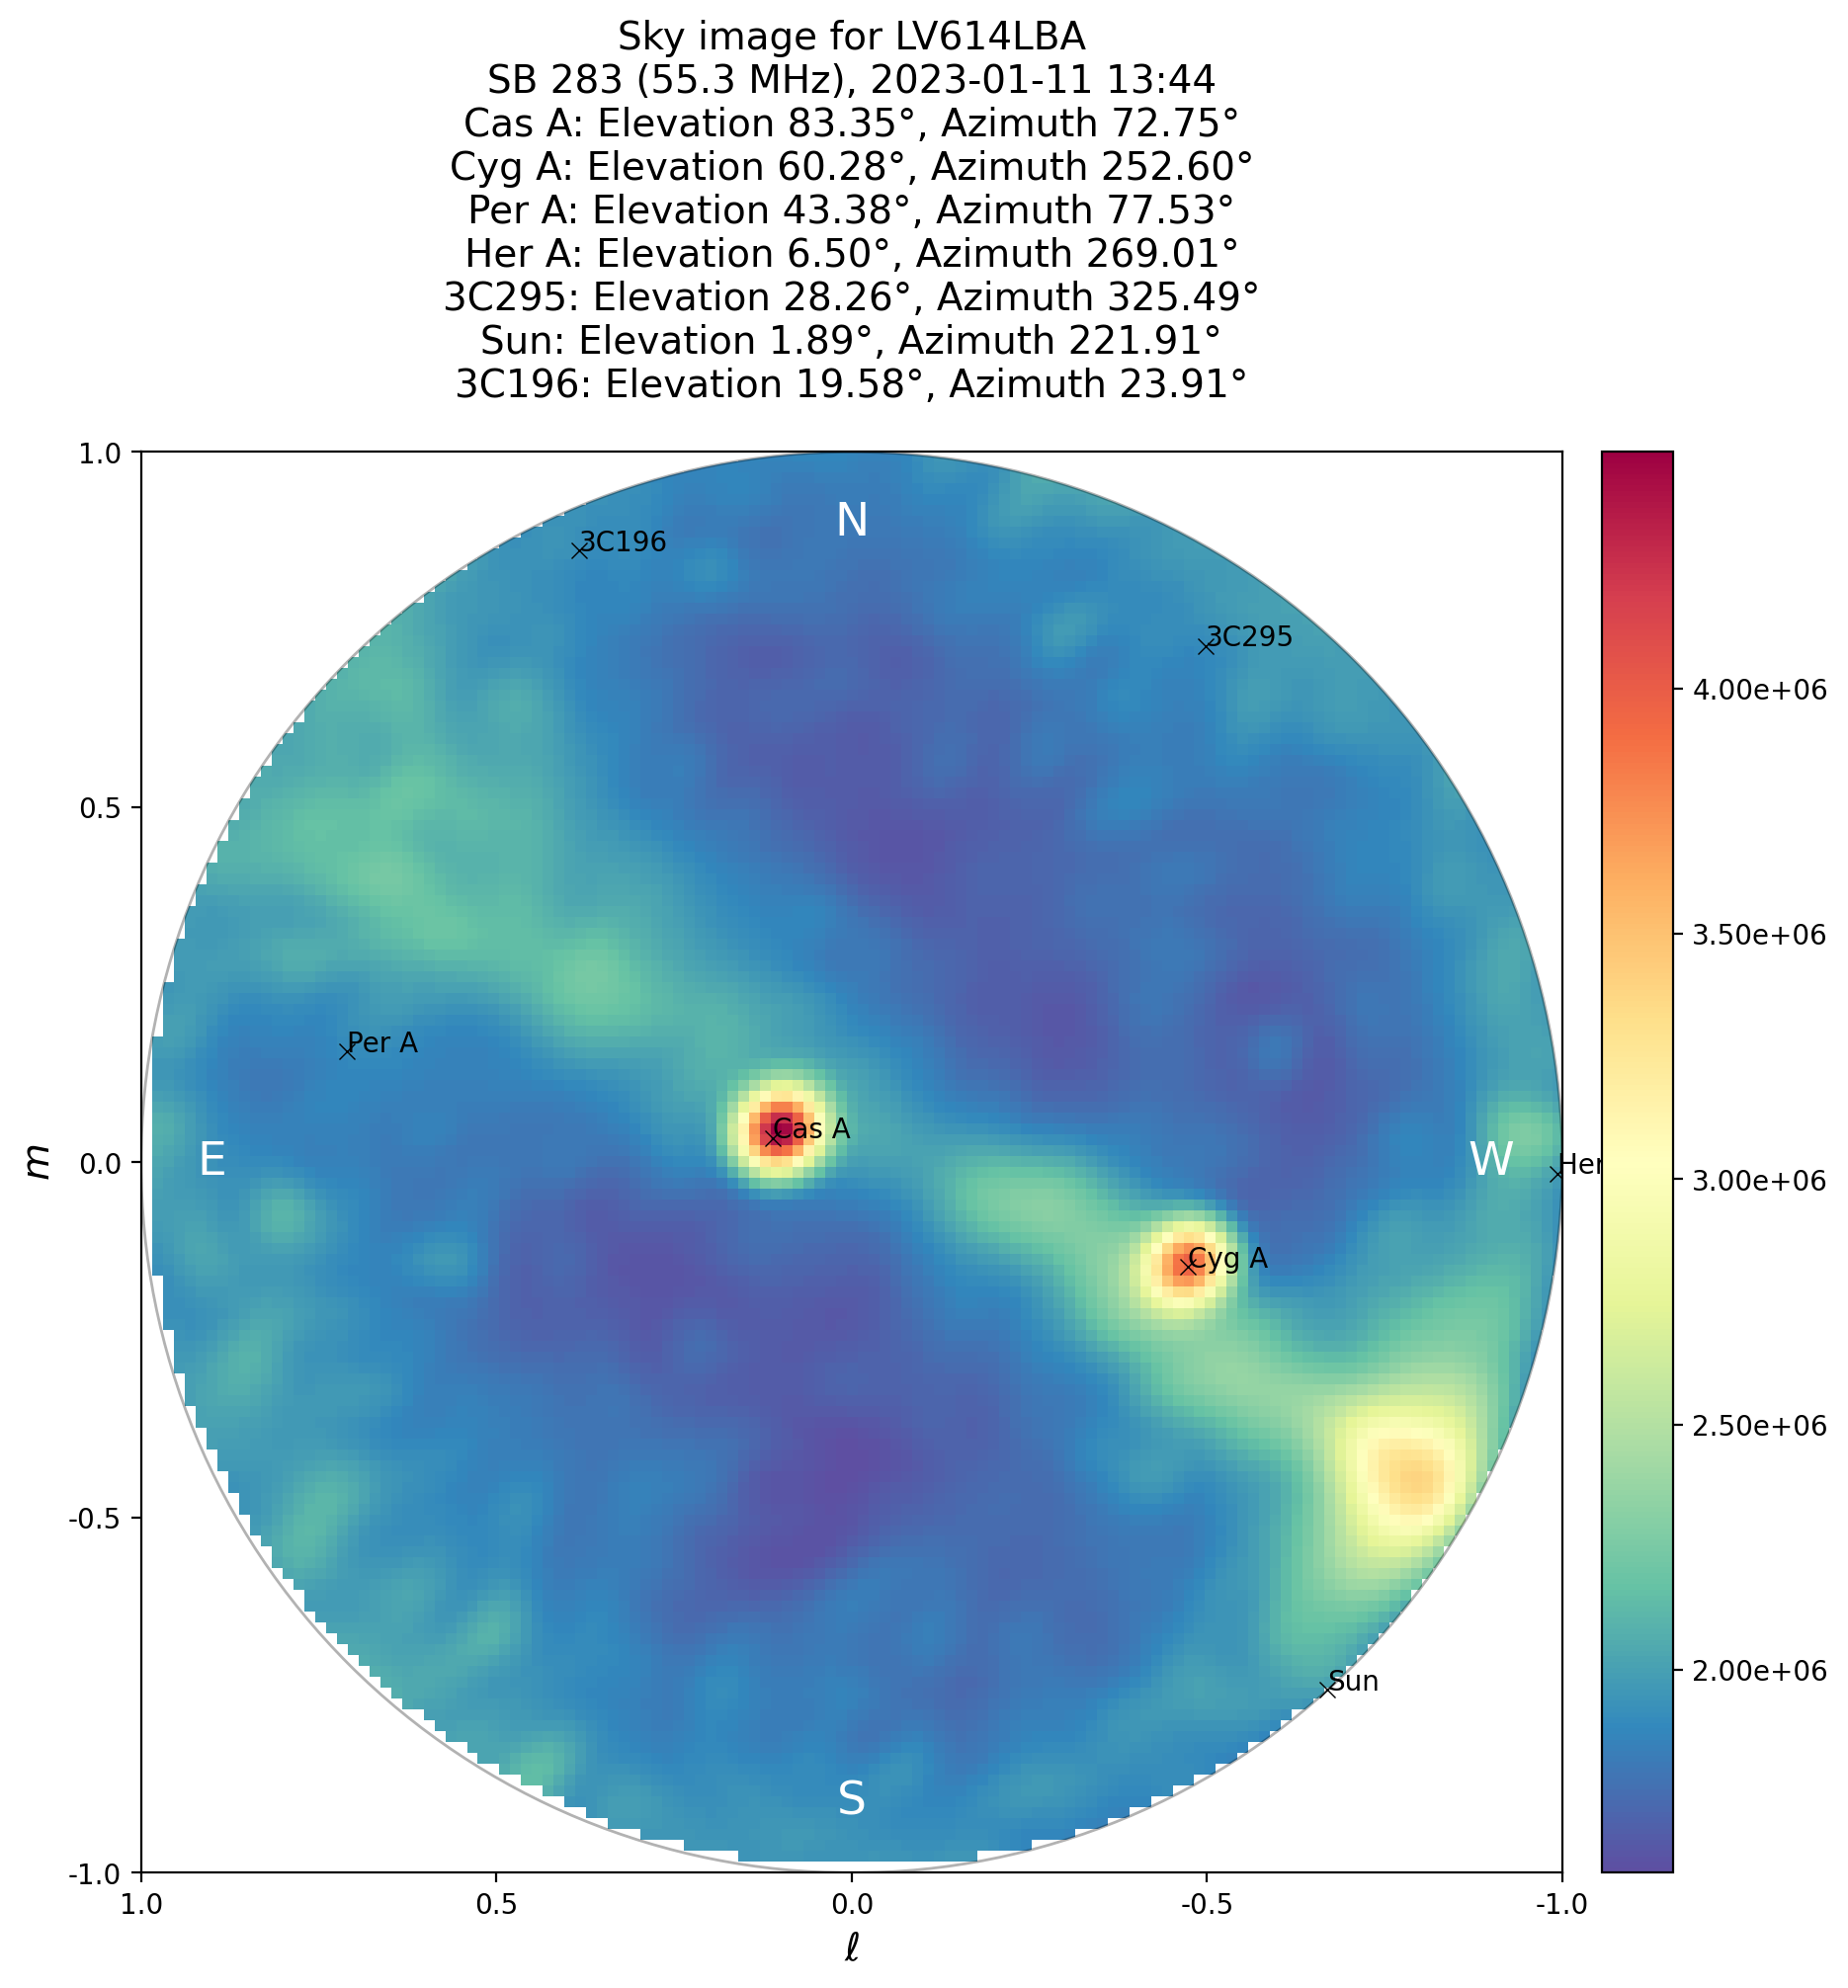 Sky image for LV614LBA
SB 283 (55.3 MHz), 2023-01-11 13:44
Cas A: Elevation 83.35°, Azimuth 72.75°
Cyg A: Elevation 60.28°, Azimuth 252.60°
Per A: Elevation 43.38°, Azimuth 77.53°
Her A: Elevation 6.50°, Azimuth 269.01°
3C295: Elevation 28.26°, Azimuth 325.49°
Sun: Elevation 1.89°, Azimuth 221.91°
3C196: Elevation 19.58°, Azimuth 23.91°
1.0
N
3C196
3C295
4.00e+06
0.5
3.50e+06
Per A
Cas A
m
0.0
E
W
Her
3.00e+06
Cyg A
2.50e+06
-0.5
2.00e+06
Sun
S
-1.0
1.0
0.5
0.0
-0.5
-1.0
ℓ